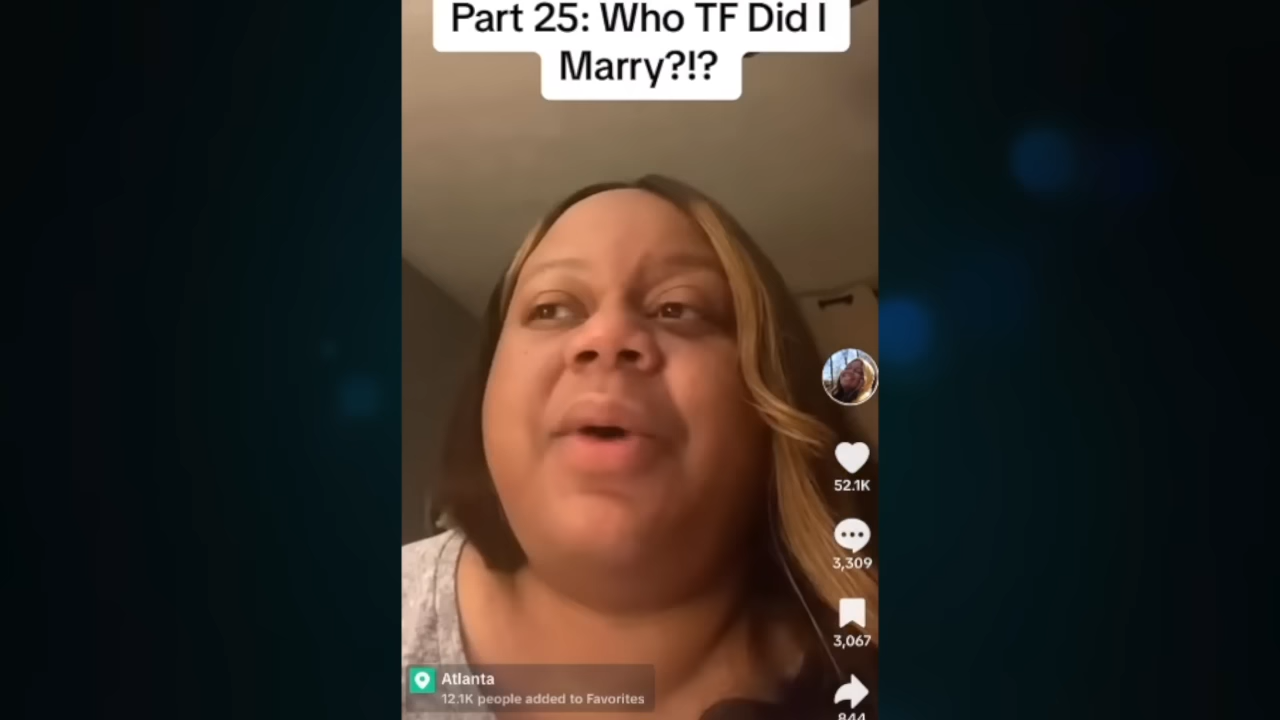 Part 25: Who TF Did I
Marry?!?
52.1K
3,309
3,067
844
Atlanta
12.1K people added to Favorites